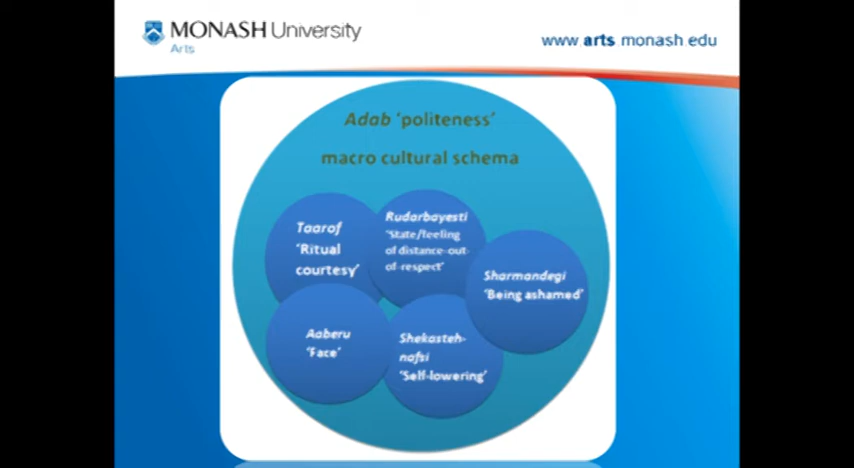 MONASH University
Arts
www arts monash edu
Adab 'politeness'
macro cultural schema
Taarof
'Ritual
courtesy'
Rudarbayesti
'State/feeling
of distance-out-
of-respect'
Sharmandegi
'Being ashamed'
Aaberu
'Face'
Shekasteh-
nafsi
'Self-lowering'